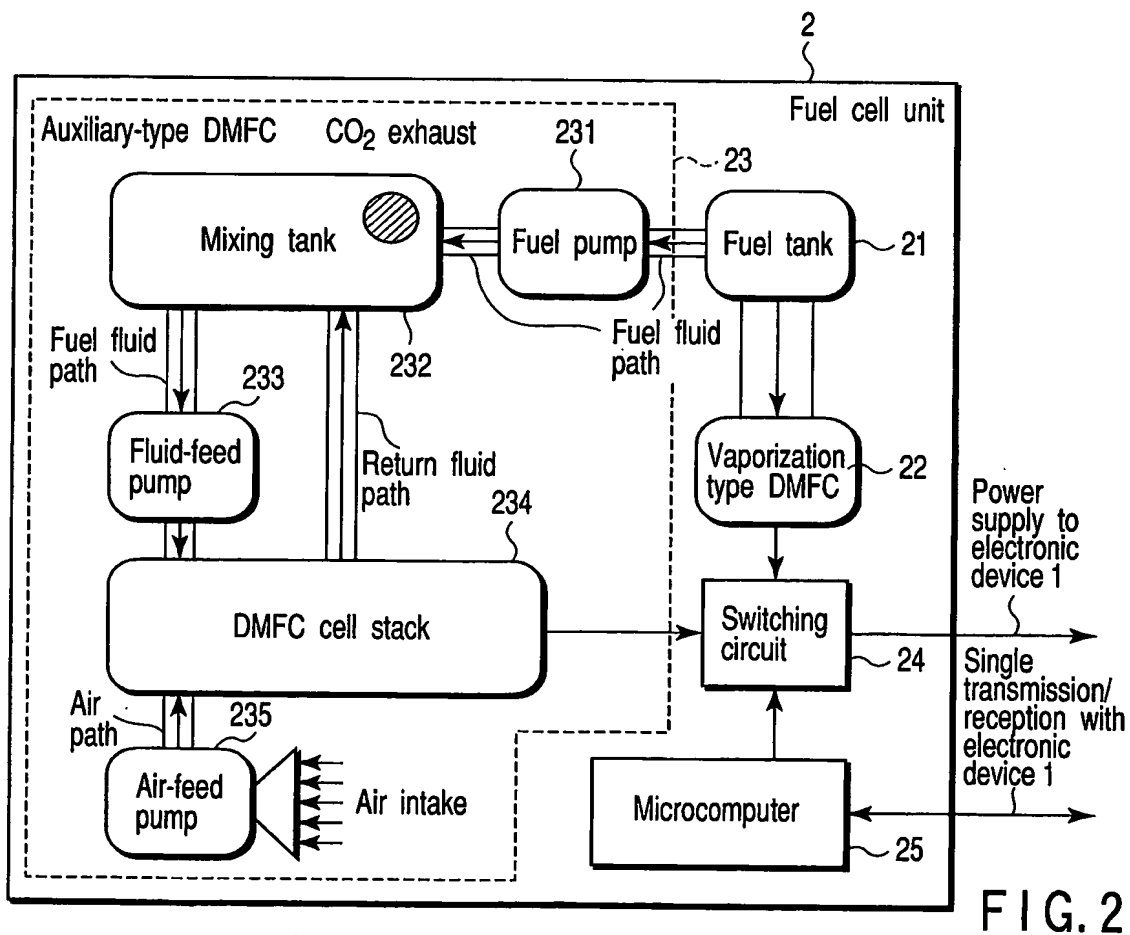 2
Fuel cell unit
Auxiliary-type DMFC
CO2 exhaust
231
23
Mixing tank
Fuel pump
Fuel tank
21
Fuel fluid
path
232
Fuel fluid
path
233
Fluid-feed
pump
Return fluid
path
Vaporization
type DMFC
22
234
Power
supply to
electronic
device 1
DMFC cell stack
Switching
circuit
24
Single
transmission/
reception with
electronic
device 1
Air
path
235
Air-feed
pump
Air intake
Microcomputer
25
FIG. 2